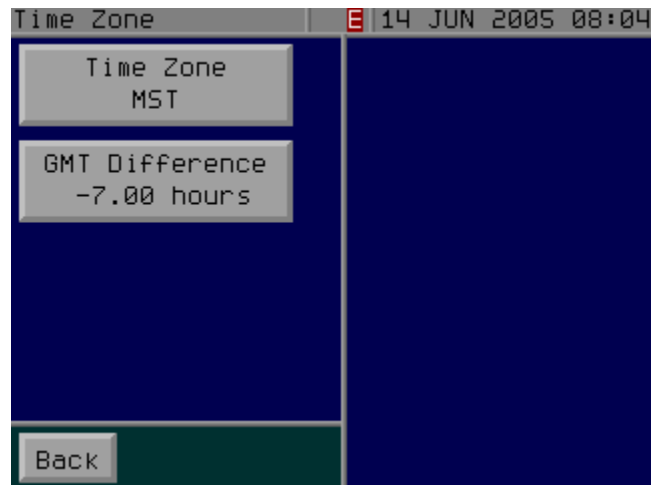 Time Zone E 14 JUN 2005 08:04
Time Zone
MST
GMT Difference
-7.00 hours
Back